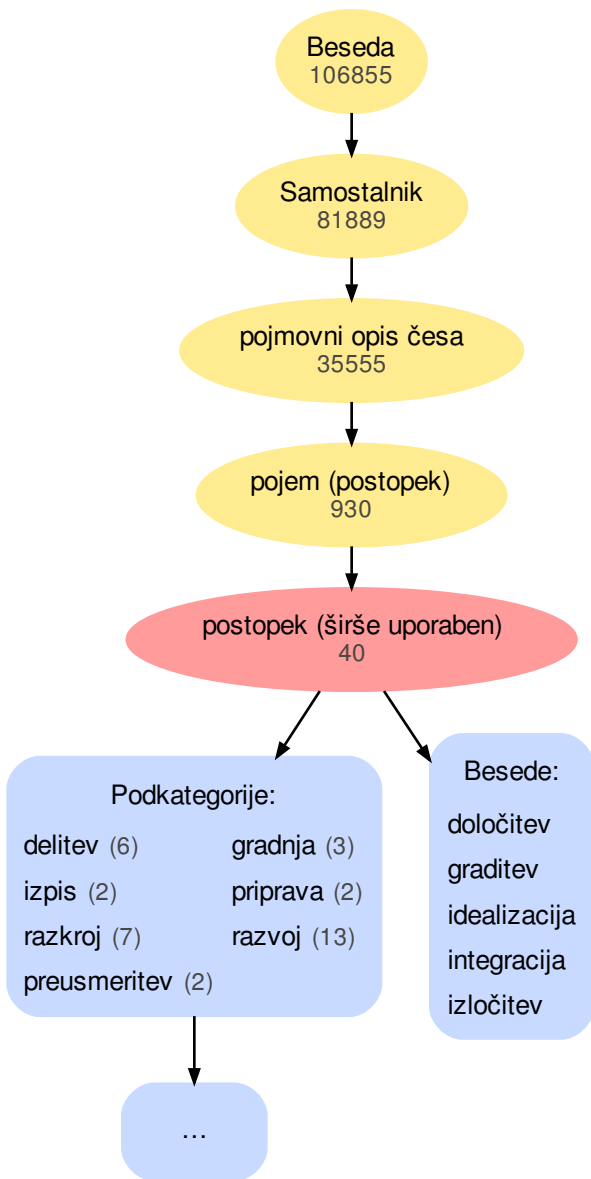 Beseda
106855
Samostalnik
81889
pojmovni opis česa
35555
pojem (postopek)
930
postopek (širše uporaben)
40
Podkategorije:
delitev (6) gradnja (3)
izpis (2) priprava (2)
razkroj (7) razvoj (13)
preusmeritev (2)
Besede:
določitev
graditev
idealizacija
integracija
izločitev
...